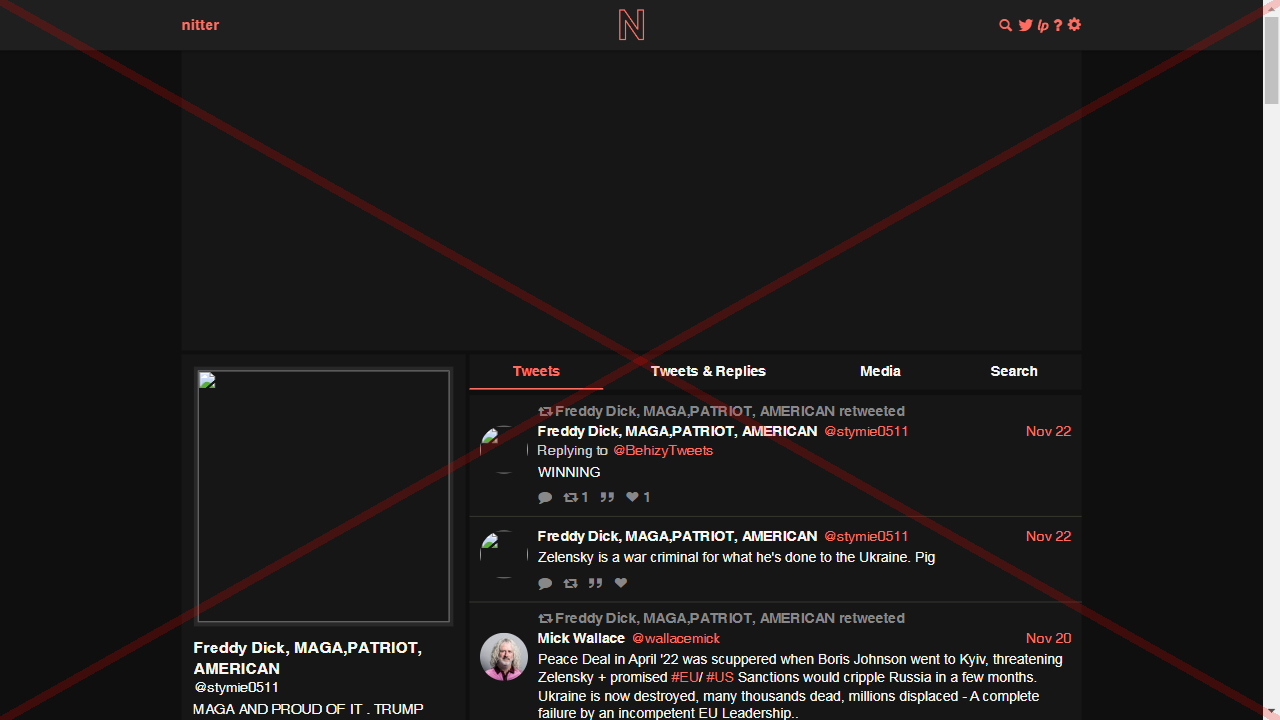 nitter
N
lp ?
Tweets
Tweets & Replies
Media
Search
Freddy Dick, MAGA,PATRIOT, AMERICAN retweeted
Freddy Dick, MAGA,PATRIOT, AMERICAN @stymie0511 Nov 22
Replying to @BehizyTweets
WINNING
1 1
Freddy Dick, MAGA,PATRIOT, AMERICAN @stymie0511 Nov 22
Zelensky is a war criminal for what he's done to the Ukraine. Pig
Freddy Dick, MAGA,PATRIOT, AMERICAN retweeted
Mick Wallace @wallacemick Nov 20
Peace Deal in April '22 was scuppered when Boris Johnson went to Kyiv, threatening
Zelensky + promised #EU/ #US Sanctions would cripple Russia in a few months.
Ukraine is now destroyed, many thousands dead, millions displaced - A complete
failure by an incompetent EU Leadership..
Freddy Dick, MAGA,PATRIOT,
AMERICAN
@stymie0511
MAGA AND PROUD OF IT . TRUMP